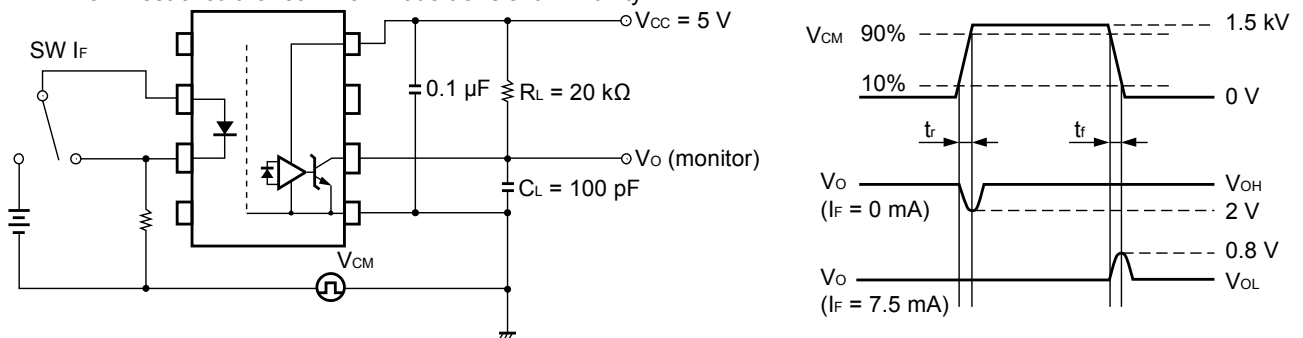 SW IF
VCC = 5 V
0.1 µF
RL = 20 kΩ
VO (monitor)
CL = 100 pF
VCM
VCM 90%
10%
1.5 kV
0 V
tr
tf
VO
(IF = 0 mA)
VOH
2 V
0.8 V
VO
(IF = 7.5 mA)
VOL